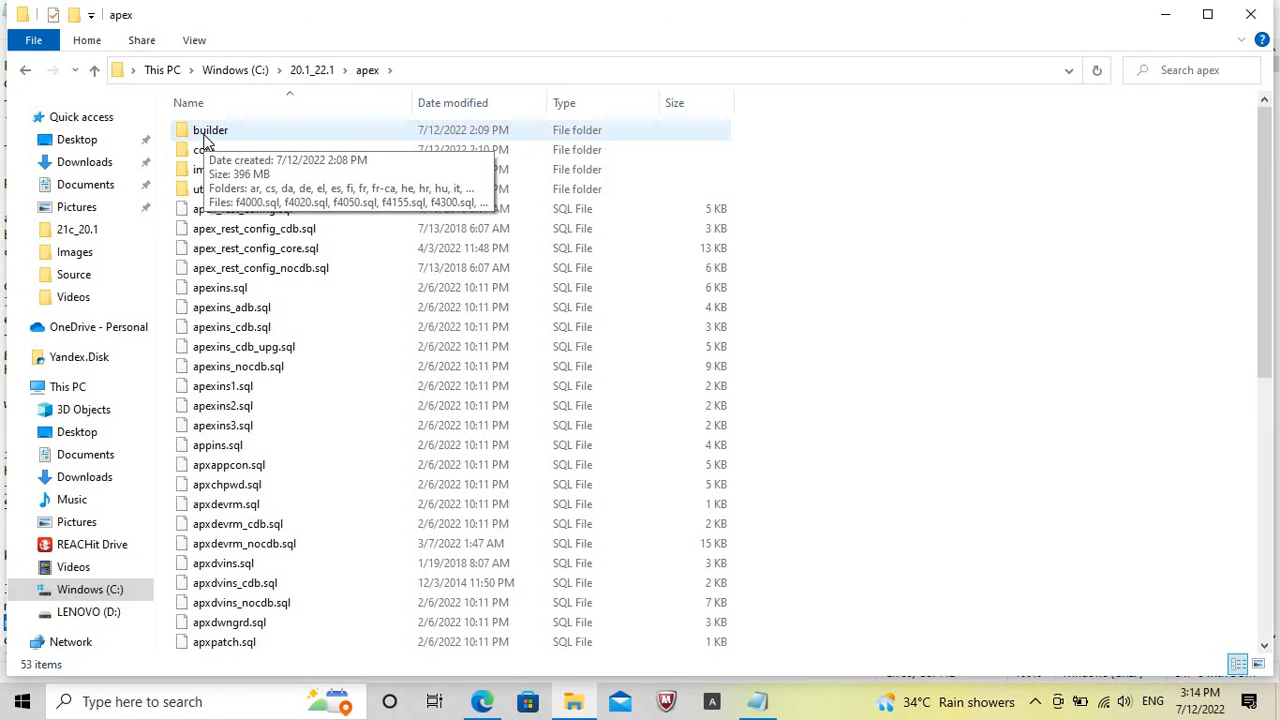 apex
File Home Share View
This PC > Windows (C:) > 20.1_22.1 > apex >
Search apex
Name Date modified Type Size
Quick access
Desktop
Downloads
Documents
Pictures
21c_20.1
Images
Source
Videos
OneDrive - Personal
Yandex.Disk
This PC
3D Objects
Desktop
Documents
Downloads
Music
Pictures
REACHit Drive
Videos
Windows (C:)
LENOVO (D:)
Network
builder 7/12/2022 2:09 PM File folder
7/12/2022 2:10 PM File folder
File folder
File folder
Date created: 7/12/2022 2:08 PM
Size: 396 MB
Folders: ar, cs, da, de, el, es, fi, fr, fr-ca, he, hr, hu, it, ...
Files: f4000.sql, f4020.sql, f4050.sql, f4155.sql, f4300.sql, ...
SQL File 5 KB
apex_rest_config_cdb.sql 7/13/2018 6:07 AM SQL File 3 KB
apex_rest_config_core.sql 4/3/2022 11:48 PM SQL File 13 KB
apex_rest_config_nocdb.sql 7/13/2018 6:07 AM SQL File 6 KB
apexins.sql 2/6/2022 10:11 PM SQL File 5 KB
apexins_adb.sql 2/6/2022 10:11 PM SQL File 4 KB
apexins_cdb.sql 2/6/2022 10:11 PM SQL File 3 KB
apexins_cdb_upg.sql 2/6/2022 10:11 PM SQL File 5 KB
apexins_nocdb.sql 2/6/2022 10:11 PM SQL File 9 KB
apexins1.sql 2/6/2022 10:11 PM SQL File 2 KB
apexins2.sql 2/6/2022 10:11 PM SQL File 2 KB
apexins3.sql 2/6/2022 10:11 PM SQL File 2 KB
appins.sql 2/6/2022 10:11 PM SQL File 4 KB
apxappcon.sql 2/6/2022 10:11 PM SQL File 5 KB
apxchpwd.sql 2/6/2022 10:11 PM SQL File 5 KB
apxdevrm.sql 2/6/2022 10:11 PM SQL File 1 KB
apxdevrm_cdb.sql 2/6/2022 10:11 PM SQL File 2 KB
apxdevrm_nocdb.sql 3/7/2022 1:47 AM SQL File 15 KB
apxdvins.sql 1/19/2018 8:07 AM SQL File 3 KB
apxdvins_cdb.sql 12/3/2014 11:50 PM SQL File 2 KB
apxdvins_nocdb.sql 2/6/2022 10:11 PM SQL File 7 KB
apxdwngrd.sql 2/6/2022 10:11 PM SQL File 3 KB
apxpatch.sql 2/6/2022 10:11 PM SQL File 1 KB
53 items
Type here to search
34°C Rain showers
ENG
3:14 PM
7/12/2022